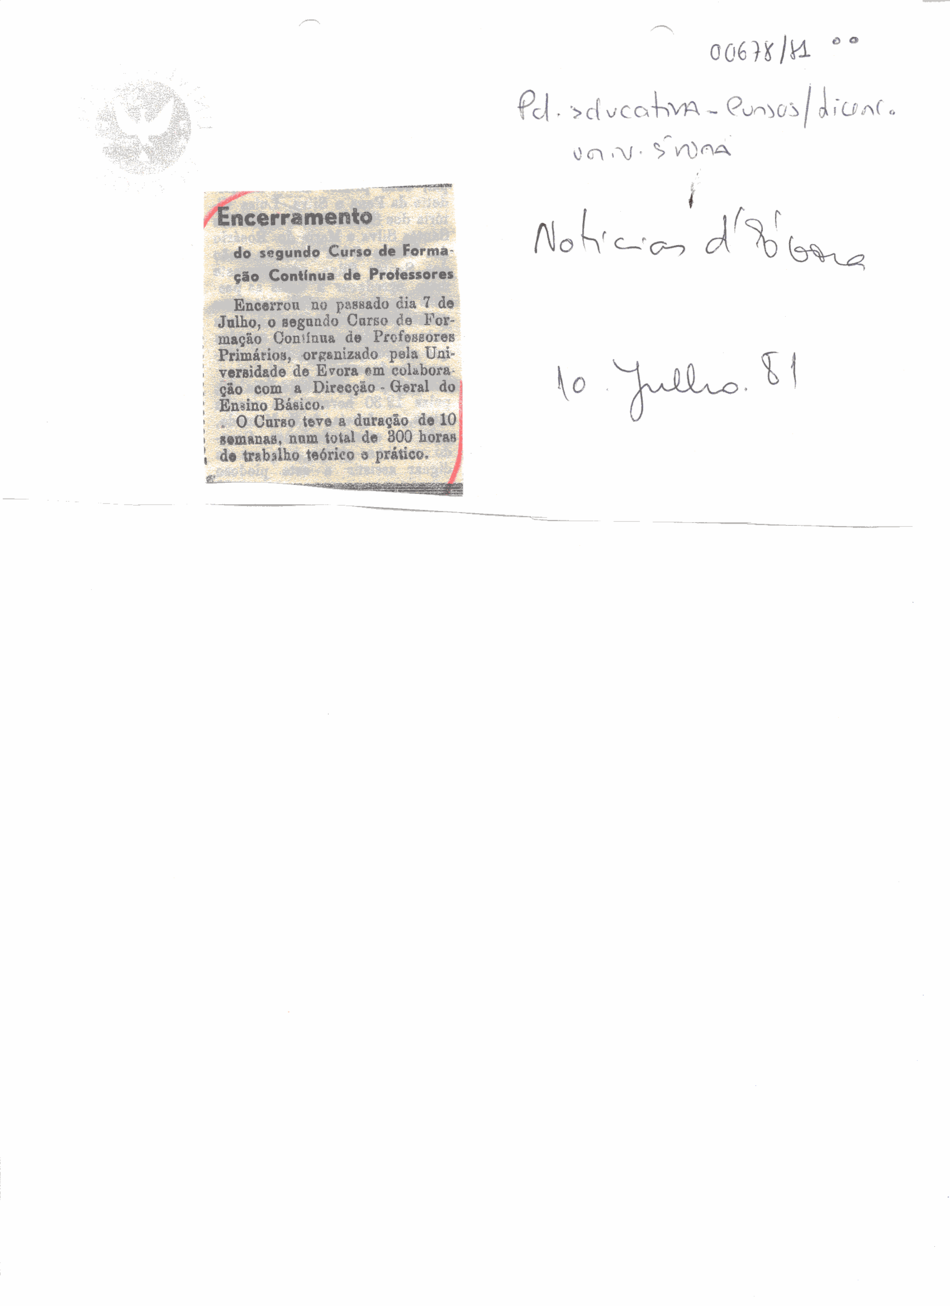 00678/81
Pol. Educativa - Cursos/Licenc.
Univ. Évora
Noticias d'Évora
10. Julho. 81
Encerramento
do segundo Curso de Forma-
ção Contínua de Professores
Encerrou no passado dia 7 de
Julho, o segundo Curso de For-
mação Contínua de Professores
Primários, organizado pela Uni-
versidade de Evora em colabora-
ção com a Direcção-Geral do
Ensino Básico.
O Curso teve a duração de 10
semanas, num total de 300 horas
de trabalho teórico e prático.